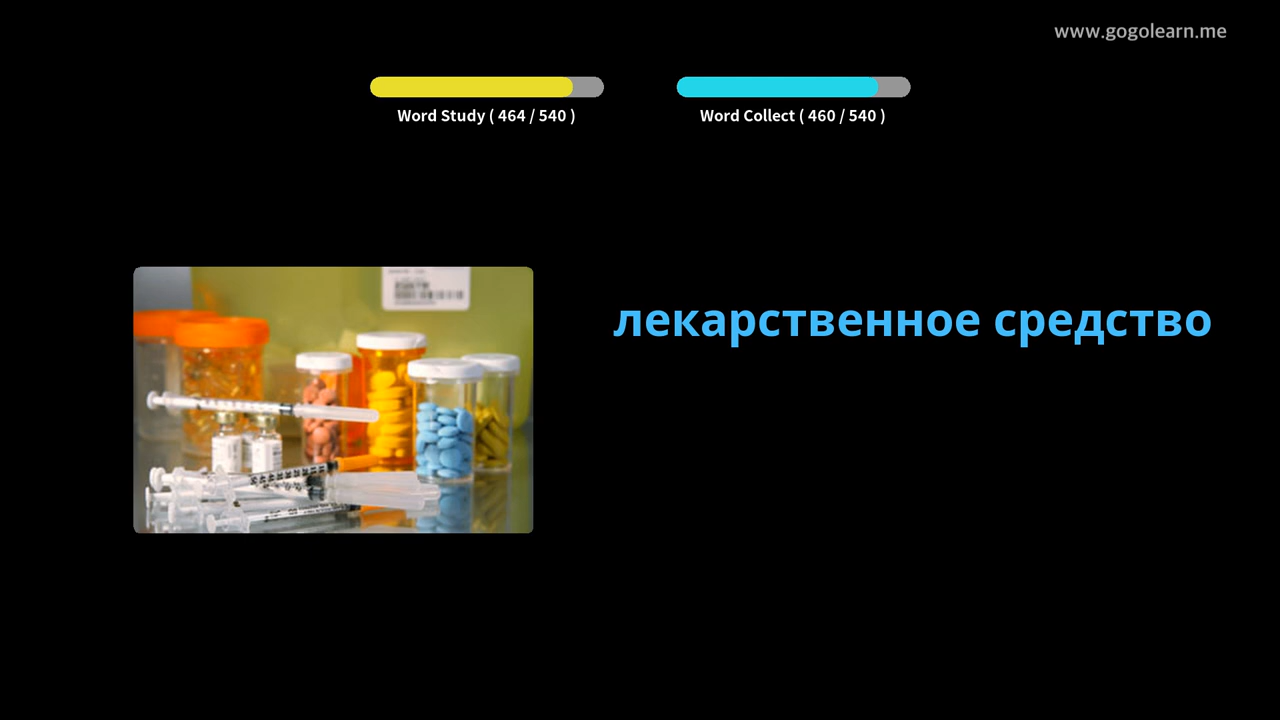 www.gogolearn.me
Word Study ( 464 / 540 )
Word Collect ( 460 / 540 )
лекарственное средство